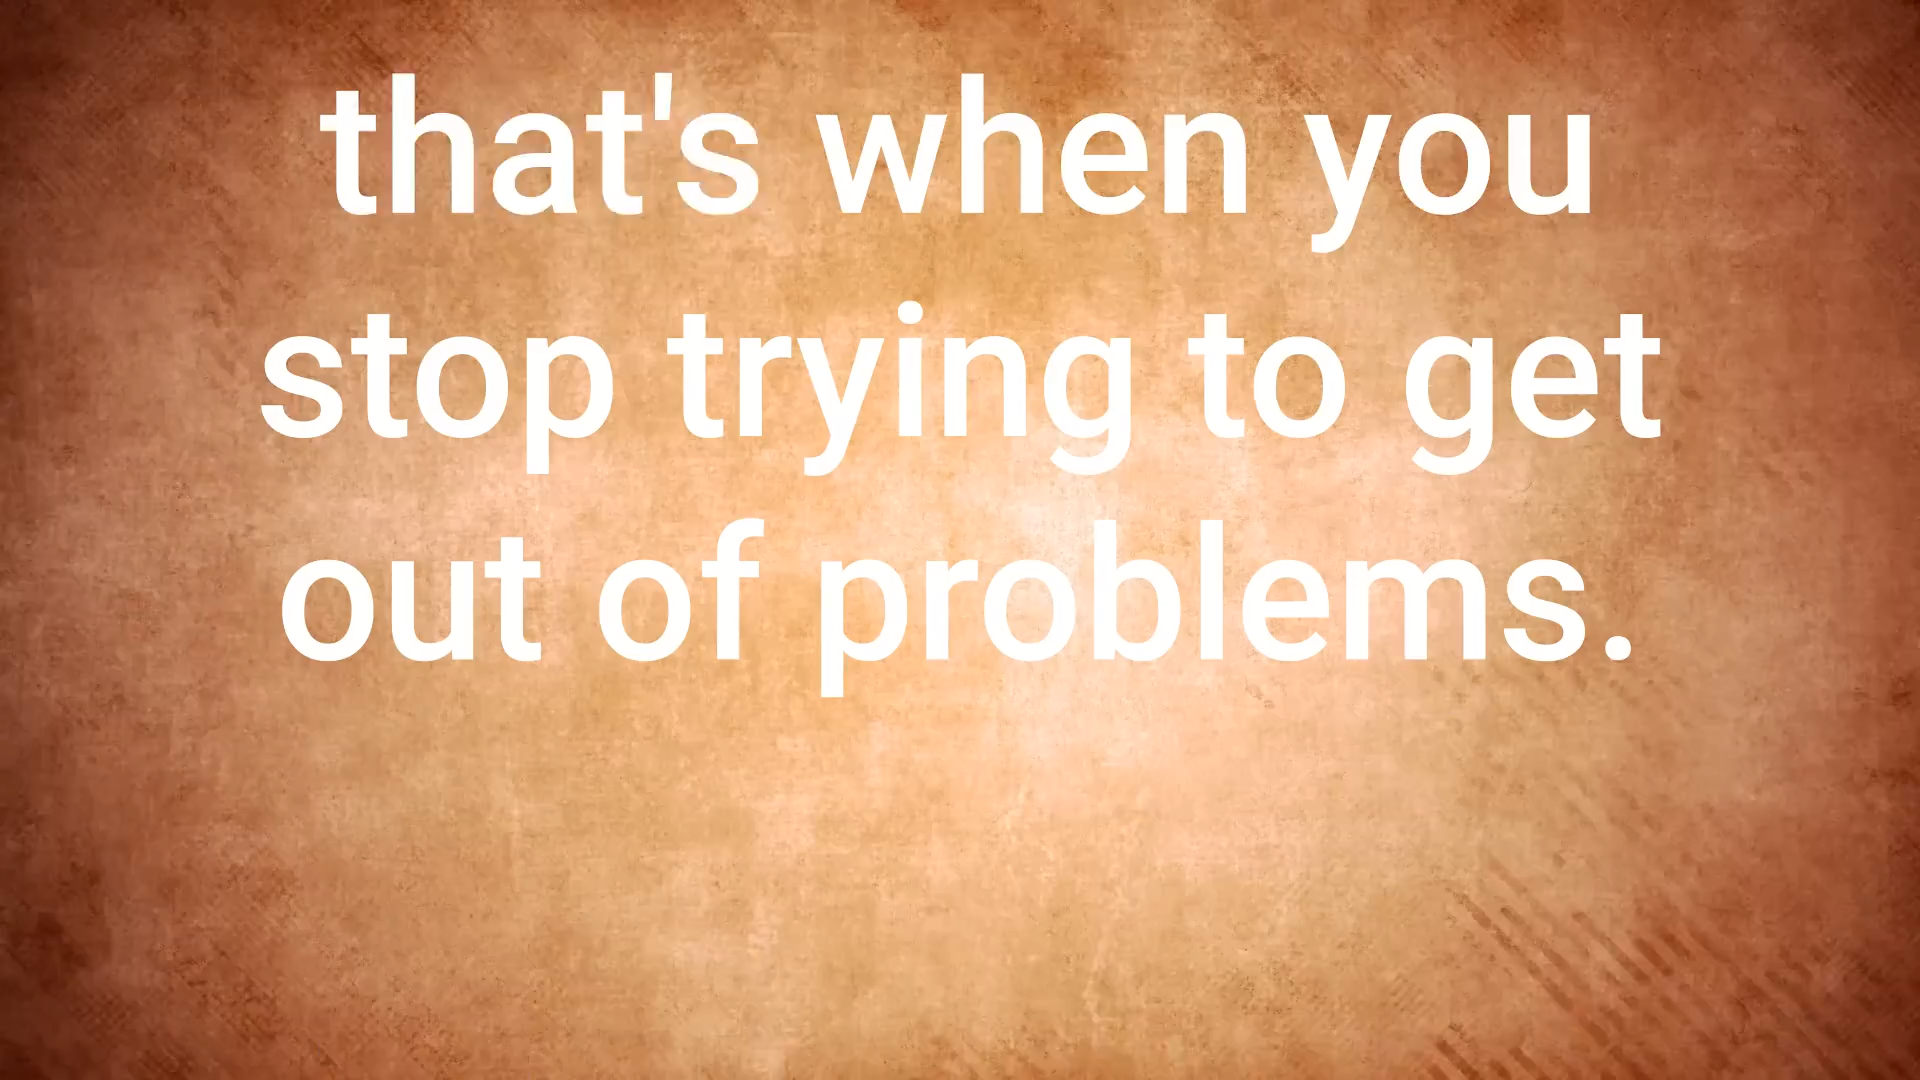 that's when you
stop trying to get
out of problems.